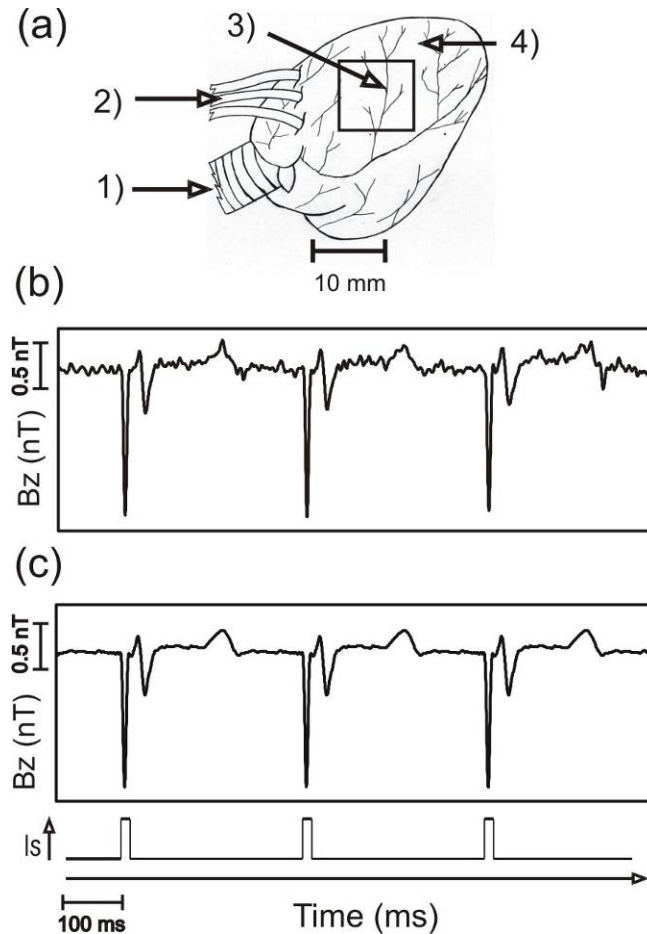 (a)
3)
4)
2)
1)
10 mm
(b)
0.5 nT
Bz (nT)
(c)
0.5 nT
Bz (nT)
Is
100 ms
Time (ms)